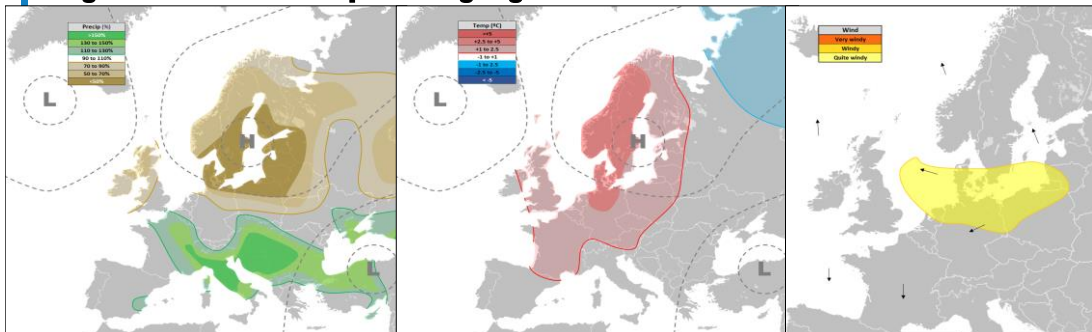 Precip (%)
>150%
130 to 150%
110 to 130%
90 to 110%
70 to 90%
50 to 70%
<50%
L
H
L
Temp (ºC)
>+5
+2.5 to +5
+1 to 2.5
-1 to +1
-1 to 2.5
-2.5 to -5
< -5
L
H
L
Wind
Very windy
Windy
Quite windy